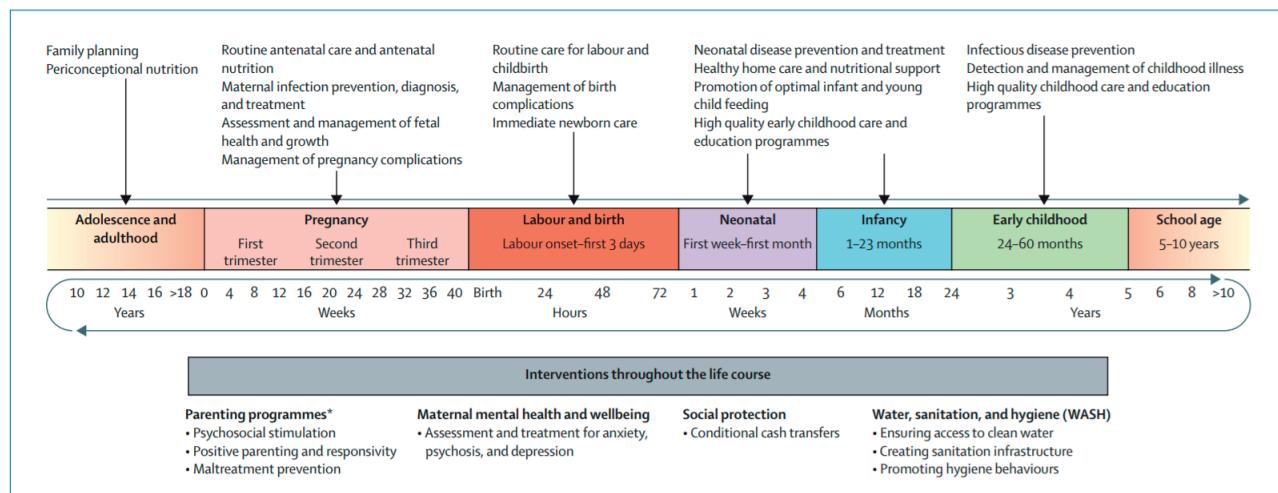 Family planning
Periconceptional nutrition
Routine antenatal care and antenatal
nutrition
Maternal infection prevention, diagnosis,
and treatment
Assessment and management of fetal
health and growth
Management of pregnancy complications
Routine care for labour and
childbirth
Management of birth
complications
Immediate newborn care
Neonatal disease prevention and treatment
Healthy home care and nutritional support
Promotion of optimal infant and young
child feeding
High quality early childhood care and
education programmes
Infectious disease prevention
Detection and management of childhood illness
High quality childhood care and education
programmes
Adolescence and
adulthood
Pregnancy
First
trimester
Second
trimester
Third
trimester
Labour and birth
Labour onset–first 3 days
Neonatal
First week–first month
Infancy
1–23 months
Early childhood
24–60 months
School age
5–10 years
10 12 14 16 >18 0 4 8 12 16 20 24 28 32 36 40 Birth 24 48 72 1 2 3 4 6 12 18 24 3 4 5 6 8 >10
Years Weeks Hours Weeks Months Years
Interventions throughout the life course
Parenting programmes*
• Psychosocial stimulation
• Positive parenting and responsivity
• Maltreatment prevention
Maternal mental health and wellbeing
• Assessment and treatment for anxiety,
psychosis, and depression
Social protection
• Conditional cash transfers
Water, sanitation, and hygiene (WASH)
• Ensuring access to clean water
• Creating sanitation infrastructure
• Promoting hygiene behaviours